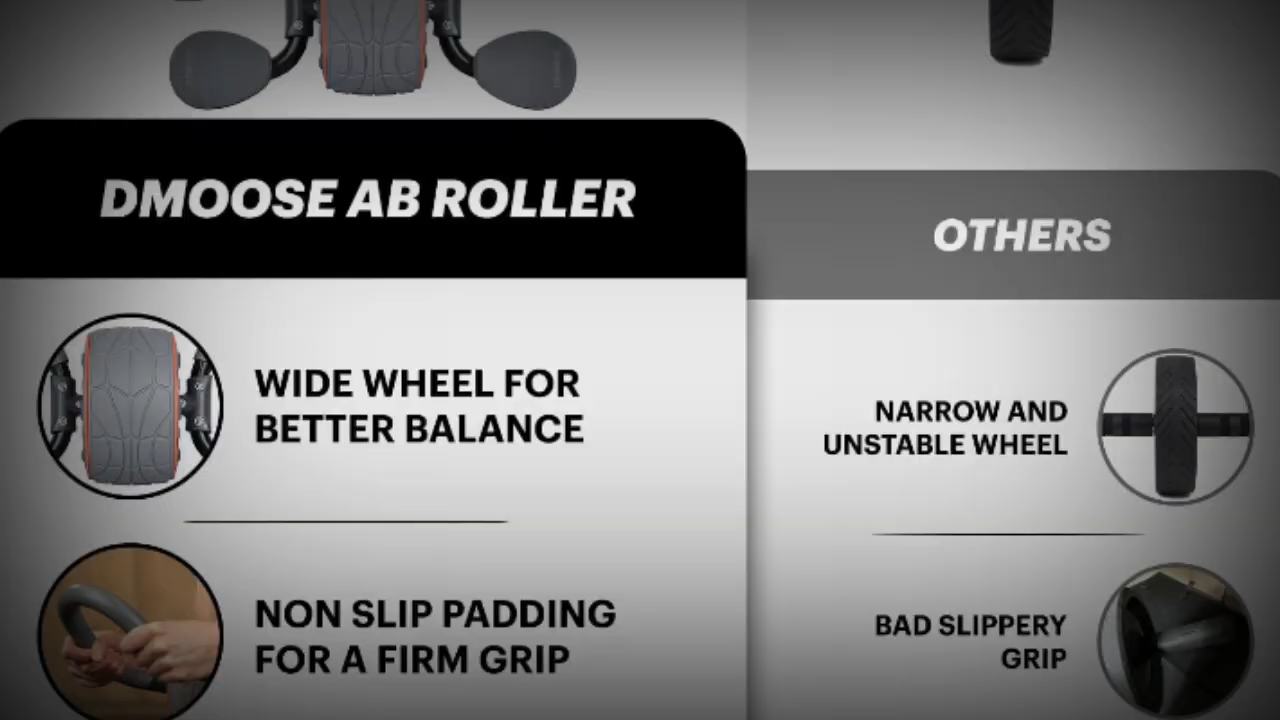 DMOOSE AB ROLLER
OTHERS
WIDE WHEEL FOR
BETTER BALANCE
NARROW AND
UNSTABLE WHEEL
NON SLIP PADDING
FOR A FIRM GRIP
BAD SLIPPERY
GRIP